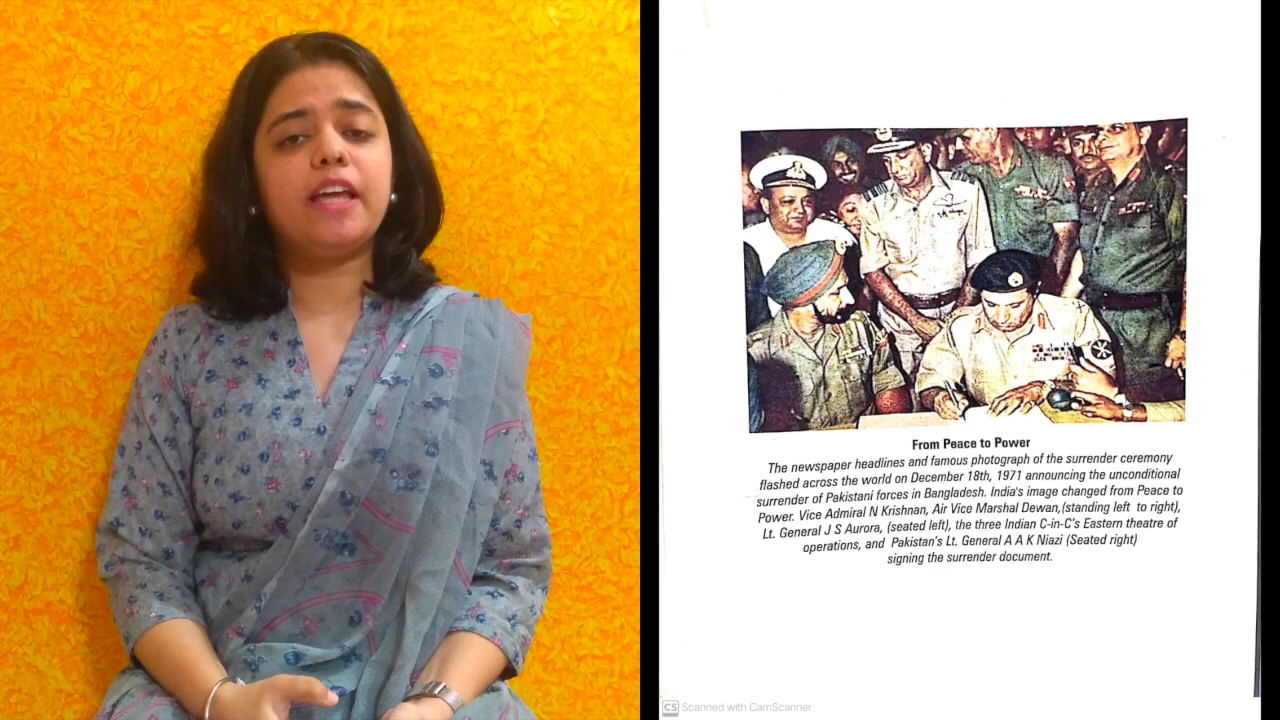 From Peace to Power
The newspaper headlines and famous photograph of the surrender ceremony
flashed across the world on December 18th, 1971 announcing the unconditional
surrender of Pakistani forces in Bangladesh. India's image changed from Peace to
Power. Vice Admiral N Krishnan, Air Vice Marshal Dewan,(standing left to right),
Lt. General J S Aurora, (seated left), the three Indian C-in-C's Eastern theatre of
operations, and Pakistan's Lt. General A A K Niazi (Seated right)
signing the surrender document.
CS Scanned with CamScanner